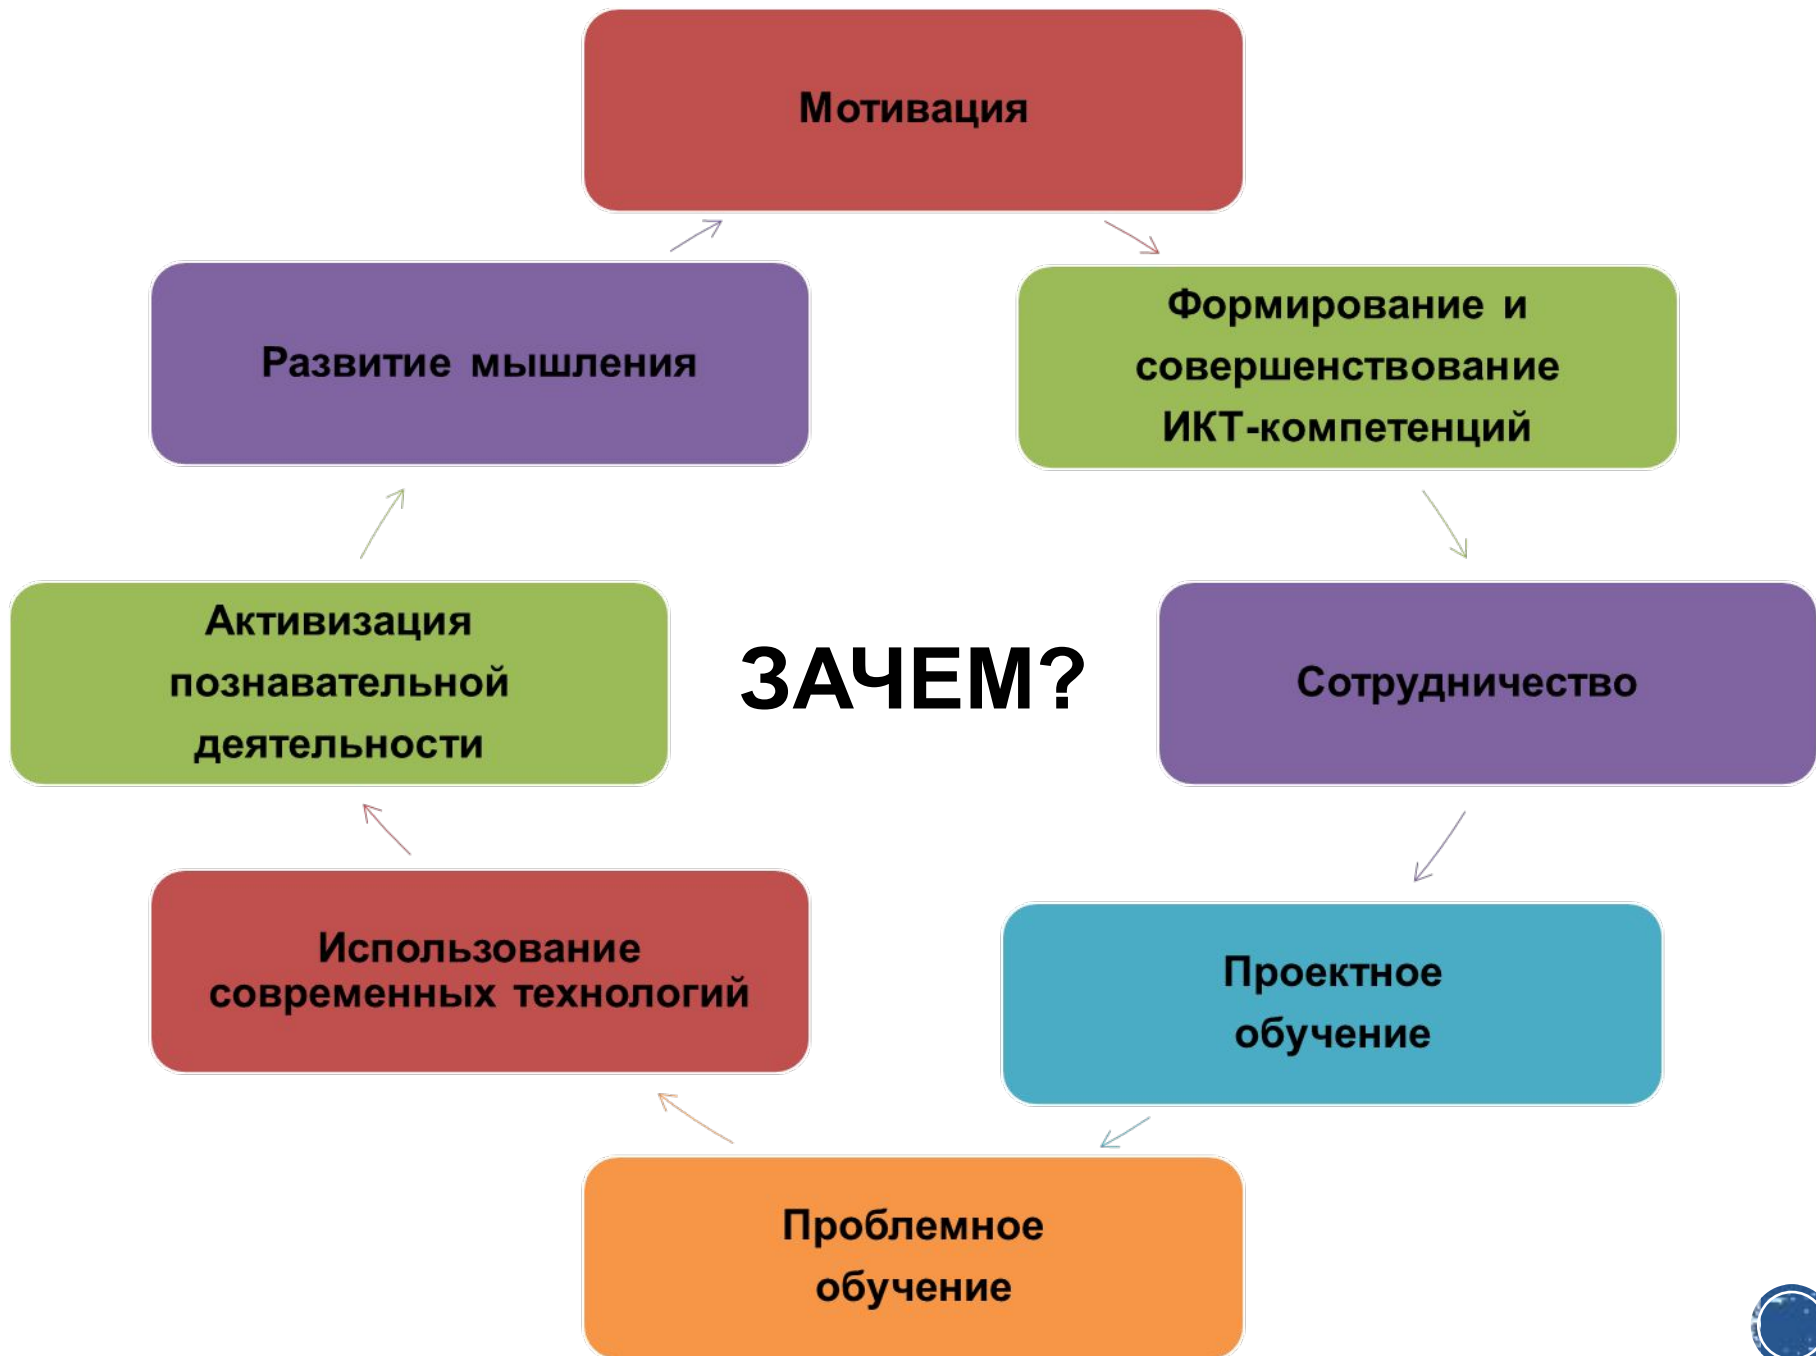 Мотивация
Развитие мышления
Формирование и
совершенствование
ИКТ-компетенций
Активизация
познавательной
деятельности
ЗАЧЕМ?
Сотрудничество
Использование
современных технологий
Проектное
обучение
Проблемное
обучение